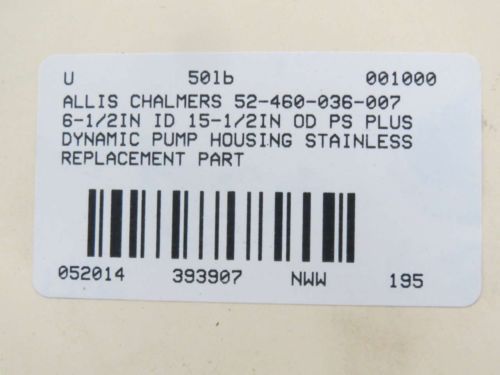 U 50lb 001000
ALLIS CHALMERS 52-460-036-007
6-1/2IN ID 15-1/2IN OD PS PLUS
DYNAMIC PUMP HOUSING STAINLESS
REPLACEMENT PART
052014 393907 NWW 195